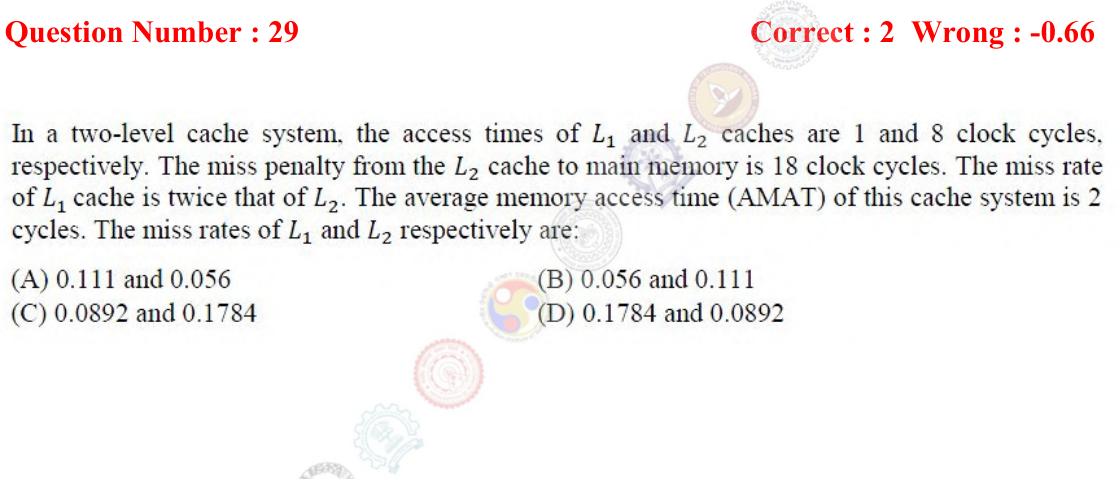 Question Number : 29 Correct : 2 Wrong : -0.66
In a two-level cache system, the access times of L₁ and L₂ caches are 1 and 8 clock cycles,
respectively. The miss penalty from the L₂ cache to main memory is 18 clock cycles. The miss rate
of L₁ cache is twice that of L₂. The average memory access time (AMAT) of this cache system is 2
cycles. The miss rates of L₁ and L₂ respectively are:
(A) 0.111 and 0.056 (B) 0.056 and 0.111
(C) 0.0892 and 0.1784 (D) 0.1784 and 0.0892